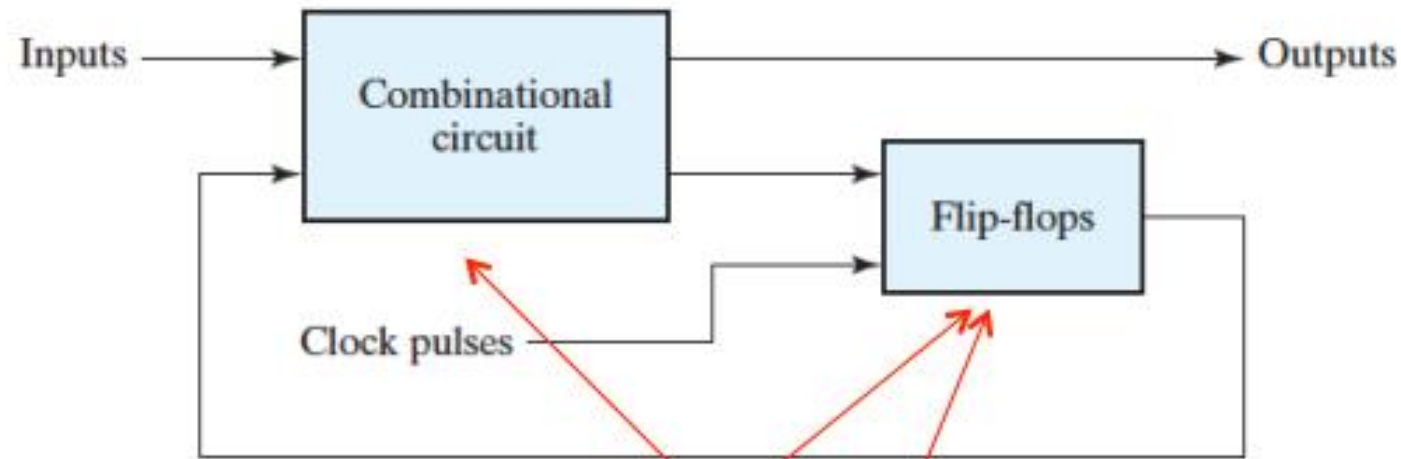 Inputs
Outputs
Combinational
circuit
Flip-flops
Clock pulses